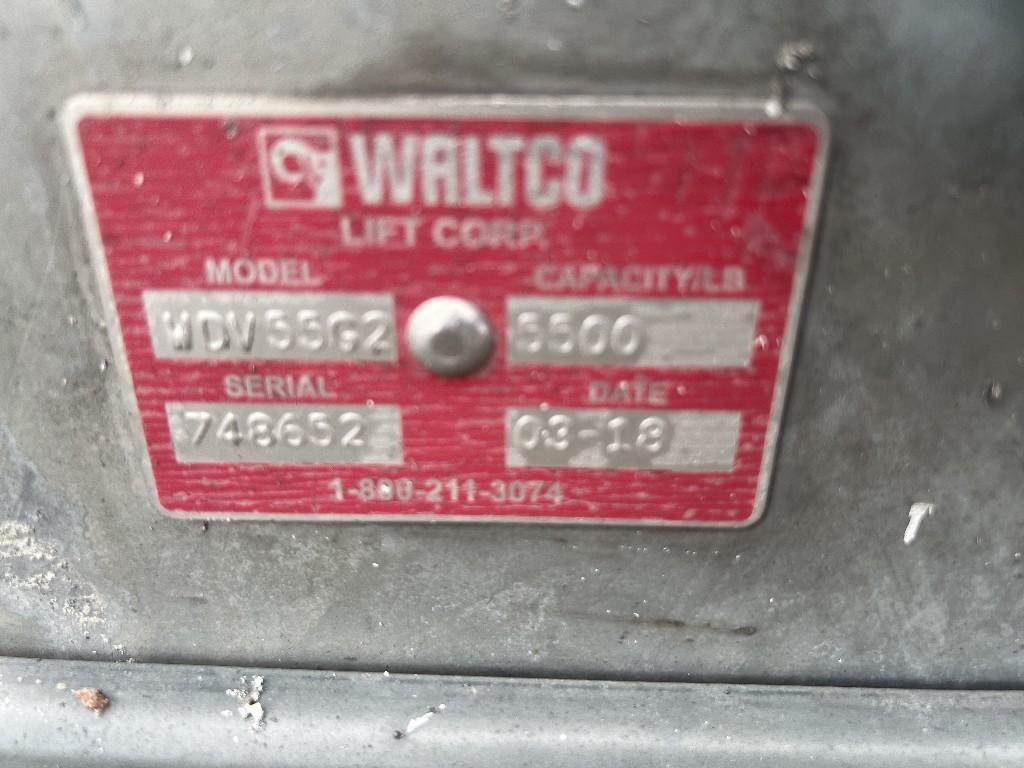 WALTCO
LIFT CORP.
MODEL CAPACITY/LB
WDV55G2 5500
SERIAL DATE
748652 03-18
1-800-211-3074